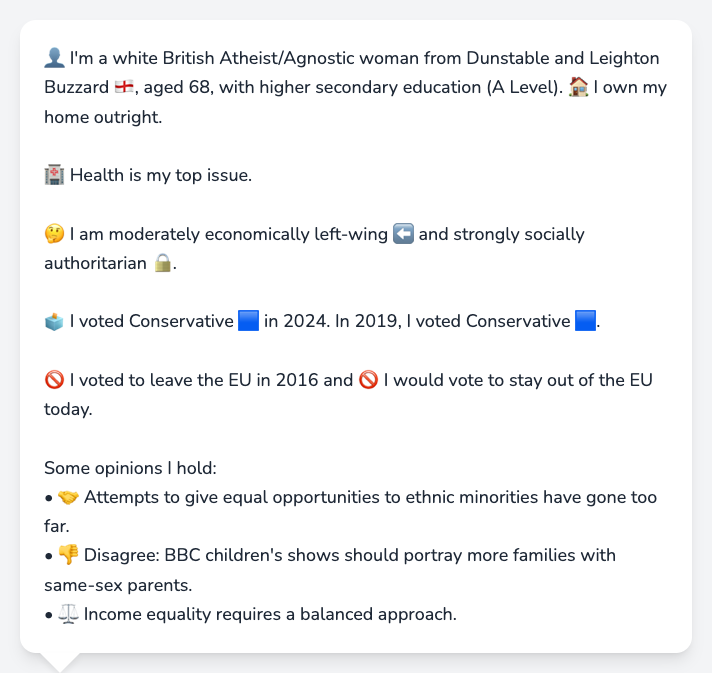 👤 I'm a white British Atheist/Agnostic woman from Dunstable and Leighton
Buzzard 🏴󠁧󠁢󠁥󠁮󠁧󠁿, aged 68, with higher secondary education (A Level). 🏠 I own my
home outright.
🏥 Health is my top issue.
🤔 I am moderately economically left-wing ⬅️ and strongly socially
authoritarian 🔒.
🗳️ I voted Conservative 🟦 in 2024. In 2019, I voted Conservative 🟦.
🚫 I voted to leave the EU in 2016 and 🚫 I would vote to stay out of the EU
today.
Some opinions I hold:
• 🤝 Attempts to give equal opportunities to ethnic minorities have gone too
far.
• 👎 Disagree: BBC children's shows should portray more families with
same-sex parents.
• ⚖️ Income equality requires a balanced approach.